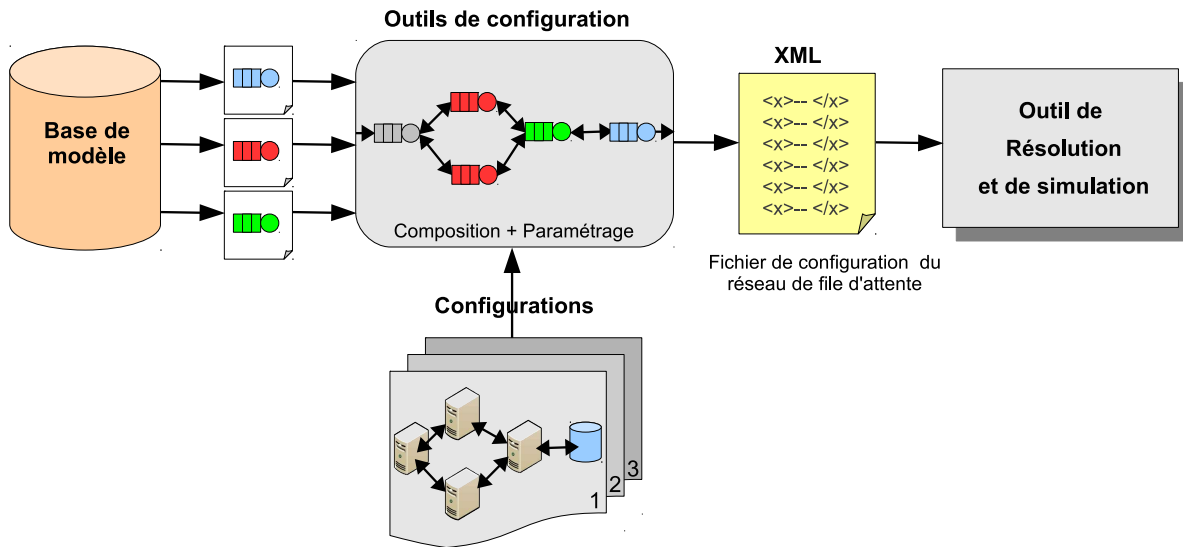 Outils de configuration
Base de
modèle
Composition + Paramétrage
XML
<x>-- </x>
<x>-- </x>
<x>-- </x>
<x>-- </x>
<x>-- </x>
<x>-- </x>
Fichier de configuration du
réseau de file d'attente
Outil de
Résolution
et de simulation
Configurations
1
2
3